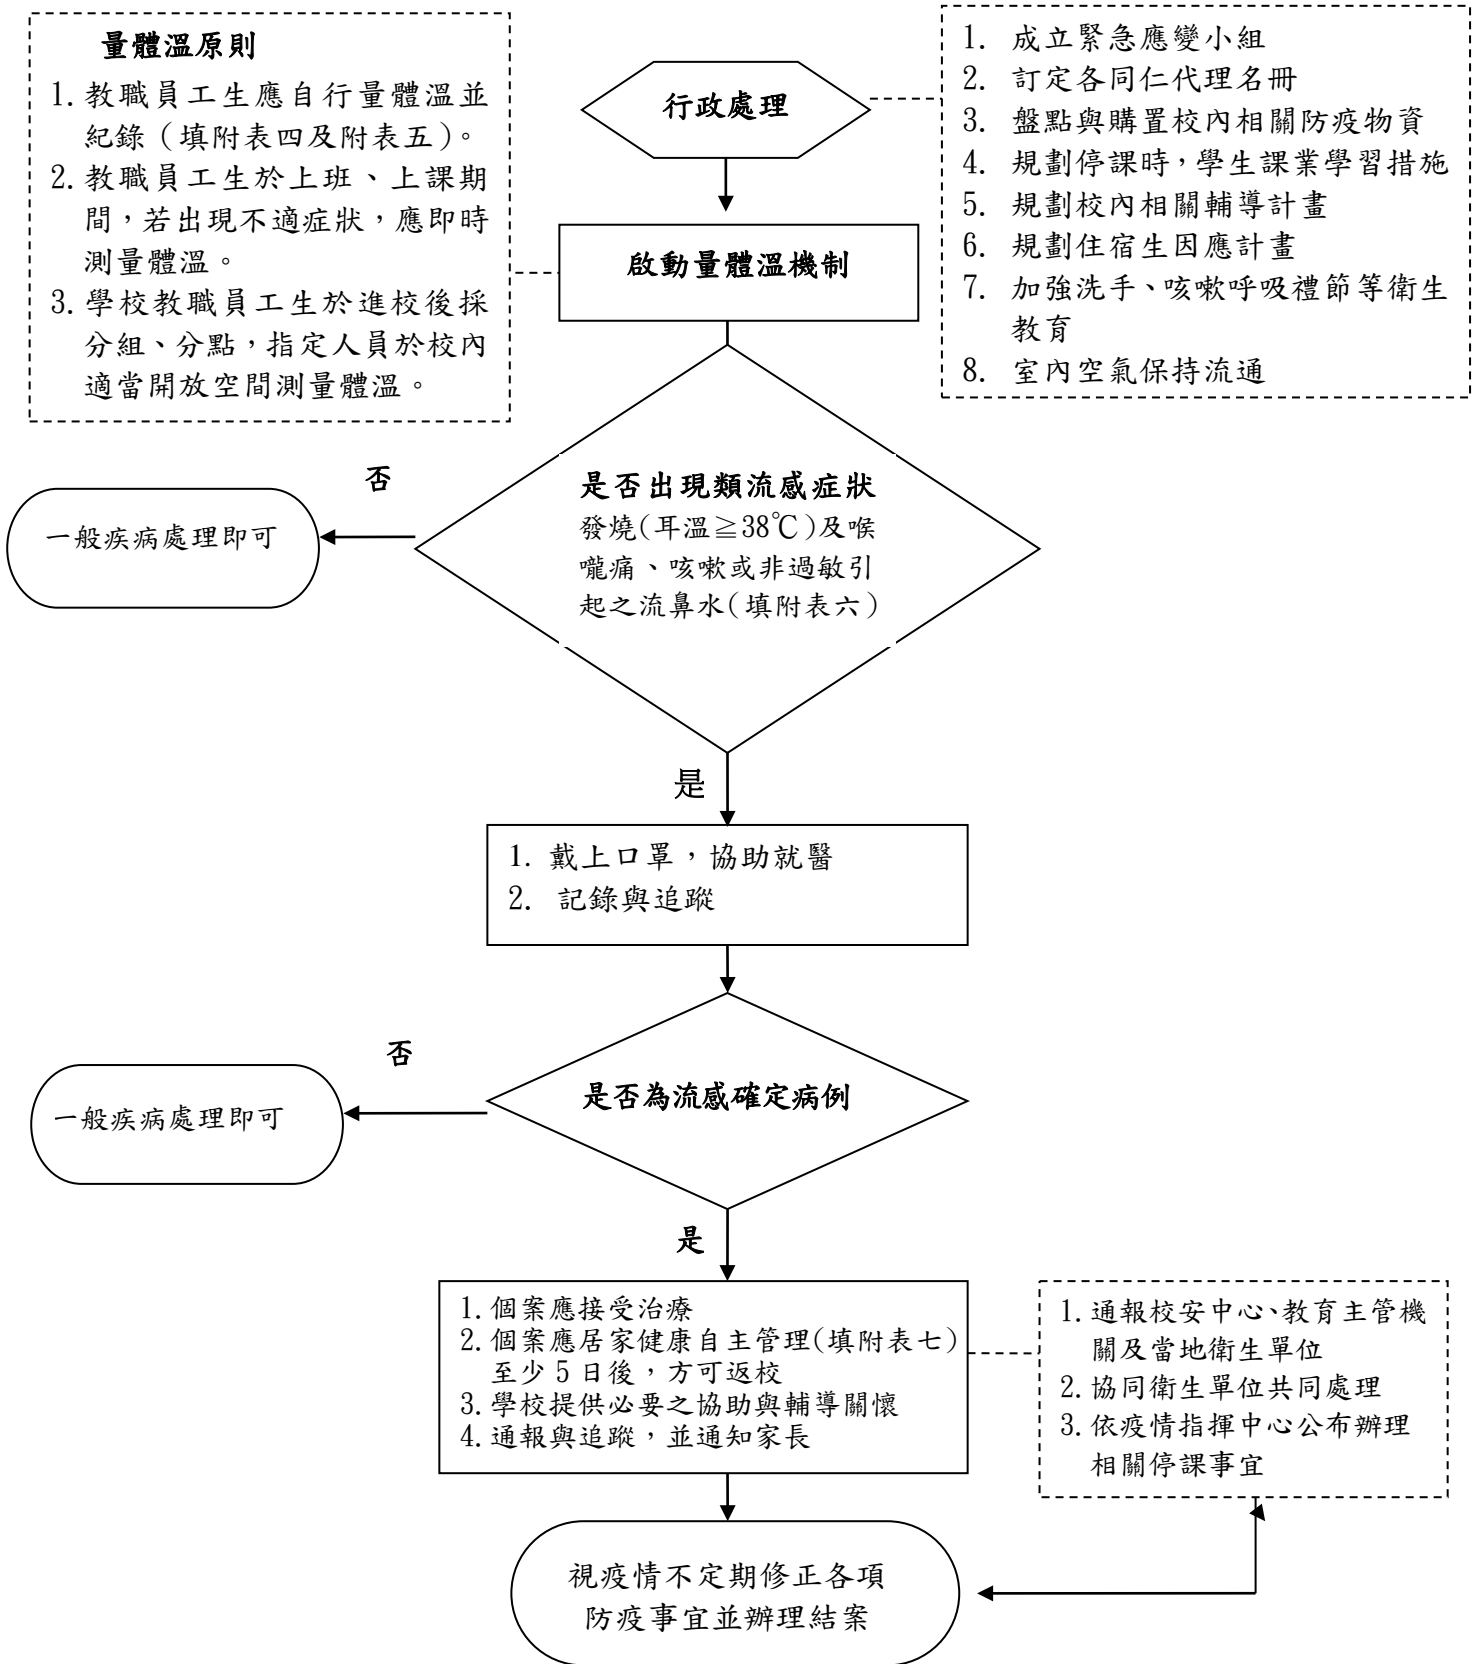 量體溫原則
1.教職員工生應自行量體溫並
紀錄（填附表四及附表五）。
2.教職員工生於上班、上課期
間，若出現不適症狀，應即時
測量體溫。
3.學校教職員工生於進校後採
分組、分點，指定人員於校內
適當開放空間測量體溫。
行政處理
1. 成立緊急應變小組
2. 訂定各同仁代理名冊
3. 盤點與購置校內相關防疫物資
4. 規劃停課時，學生課業學習措施
5. 規劃校內相關輔導計畫
6. 規劃住宿生因應計畫
7. 加強洗手、咳嗽呼吸禮節等衛生
教育
8. 室內空氣保持流通
啟動量體溫機制
是否出現類流感症狀
發燒(耳溫≧38℃)及喉
嚨痛、咳嗽或非過敏引
起之流鼻水(填附表六)
否
一般疾病處理即可
是
1. 戴上口罩，協助就醫
2. 記錄與追蹤
是否為流感確定病例
否
一般疾病處理即可
是
1.個案應接受治療
2.個案應居家健康自主管理(填附表七)
至少5日後，方可返校
3.學校提供必要之協助與輔導關懷
4.通報與追蹤，並通知家長
1.通報校安中心、教育主管機
關及當地衛生單位
2.協同衛生單位共同處理
3.依疫情指揮中心公布辦理
相關停課事宜
視疫情不定期修正各項
防疫事宜並辦理結案